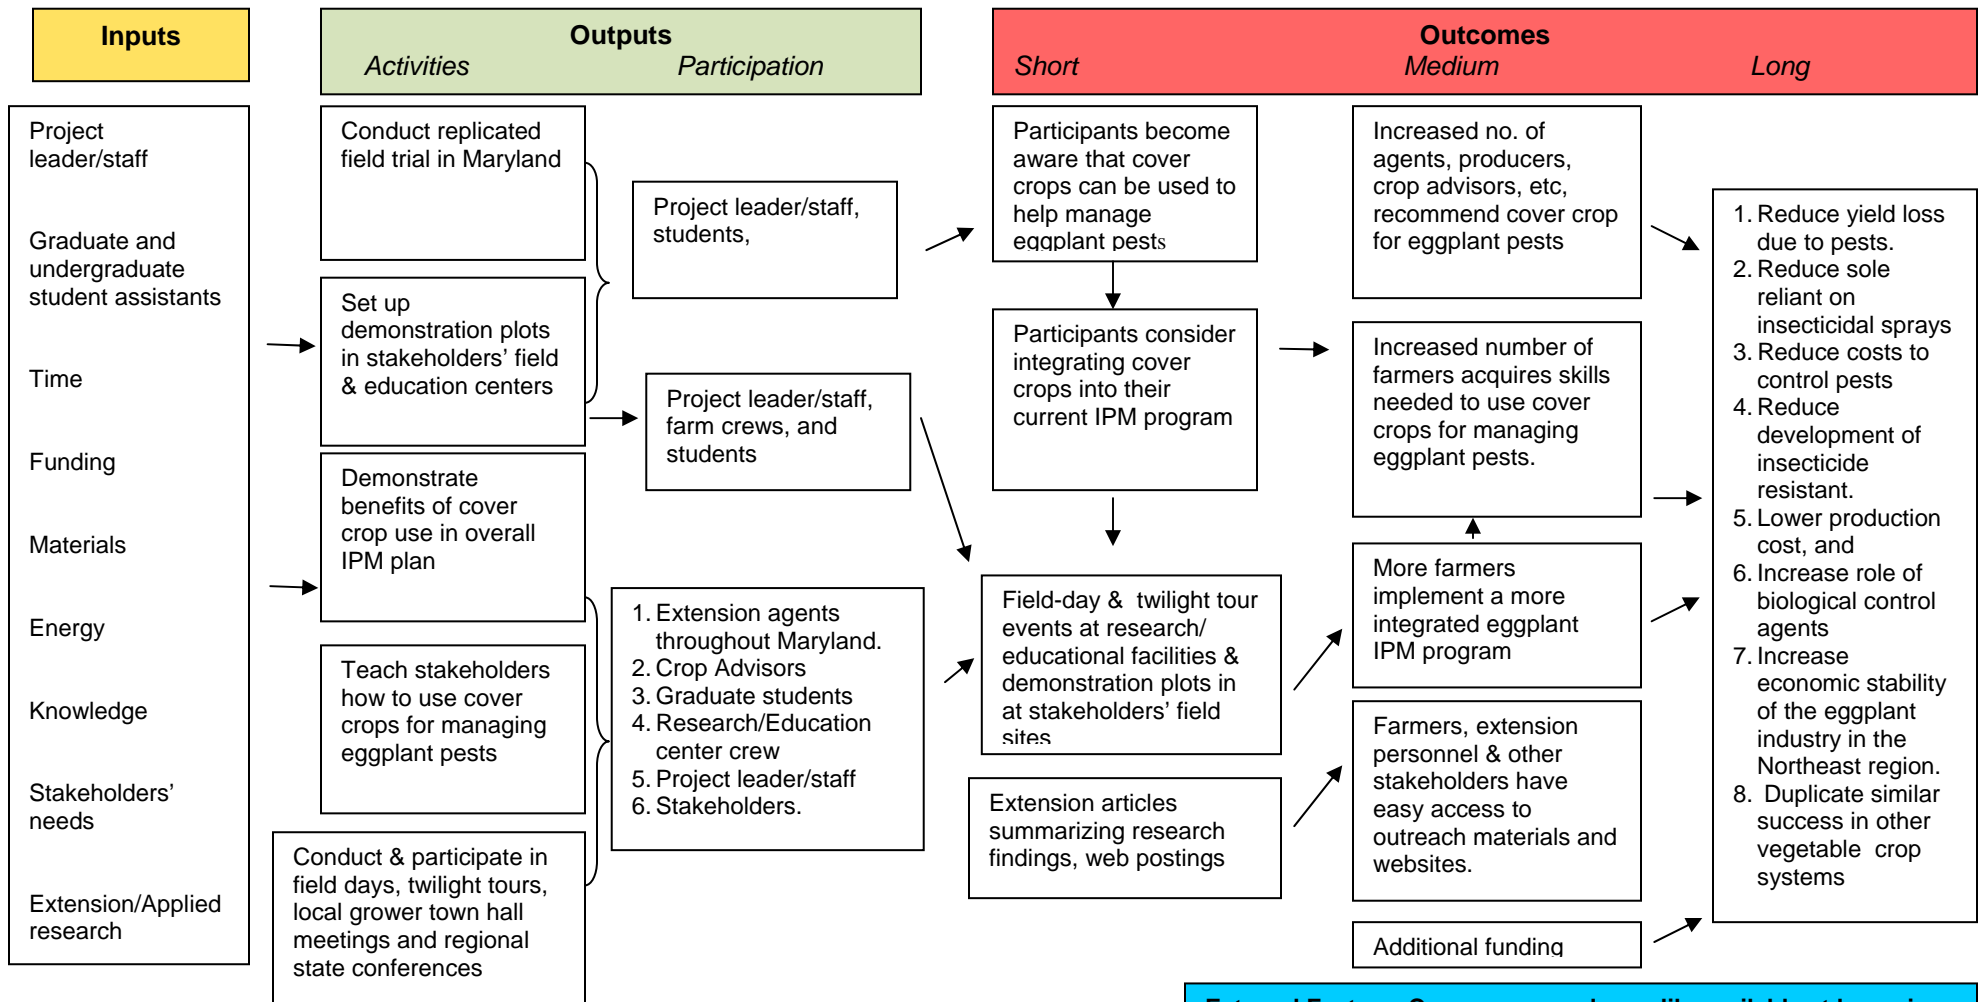 Inputs
Outputs
Activities Participation
Outcomes
Short Medium Long
Project
leader/staff
Graduate and
undergraduate
student assistants
Time
Funding
Materials
Energy
Knowledge
Stakeholders'
needs
Extension/Applied
research
Conduct replicated
field trial in Maryland
Set up
demonstration plots
in stakeholders' field
& education centers
Demonstrate
benefits of cover
crop use in overall
IPM plan
Teach stakeholders
how to use cover
crops for managing
eggplant pests
Conduct & participate in
field days, twilight tours,
local grower town hall
meetings and regional
state conferences
Project leader/staff,
students,
Project leader/staff,
farm crews, and
students
1. Extension agents
throughout Maryland.
2. Crop Advisors
3. Graduate students
4. Research/Education
center crew
5. Project leader/staff
6. Stakeholders.
Participants become
aware that cover
crops can be used to
help manage
eggplant pests
Participants consider
integrating cover
crops into their
current IPM program
Field-day & twilight tour
events at research/
educational facilities &
demonstration plots in
at stakeholders' field
sites
Extension articles
summarizing research
findings, web postings
Increased no. of
agents, producers,
crop advisors, etc,
recommend cover crop
for eggplant pests
Increased number of
farmers acquires skills
needed to use cover
crops for managing
eggplant pests.
More farmers
implement a more
integrated eggplant
IPM program
Farmers, extension
personnel & other
stakeholders have
easy access to
outreach materials and
websites.
Additional funding
1. Reduce yield loss
due to pests.
2. Reduce sole
reliant on
insecticidal sprays
3. Reduce costs to
control pests
4. Reduce
development of
insecticide
resistant.
5. Lower production
cost, and
6. Increase role of
biological control
agents
7. Increase
economic stability
of the eggplant
industry in the
Northeast region.
8. Duplicate similar
success in other
vegetable crop
systems